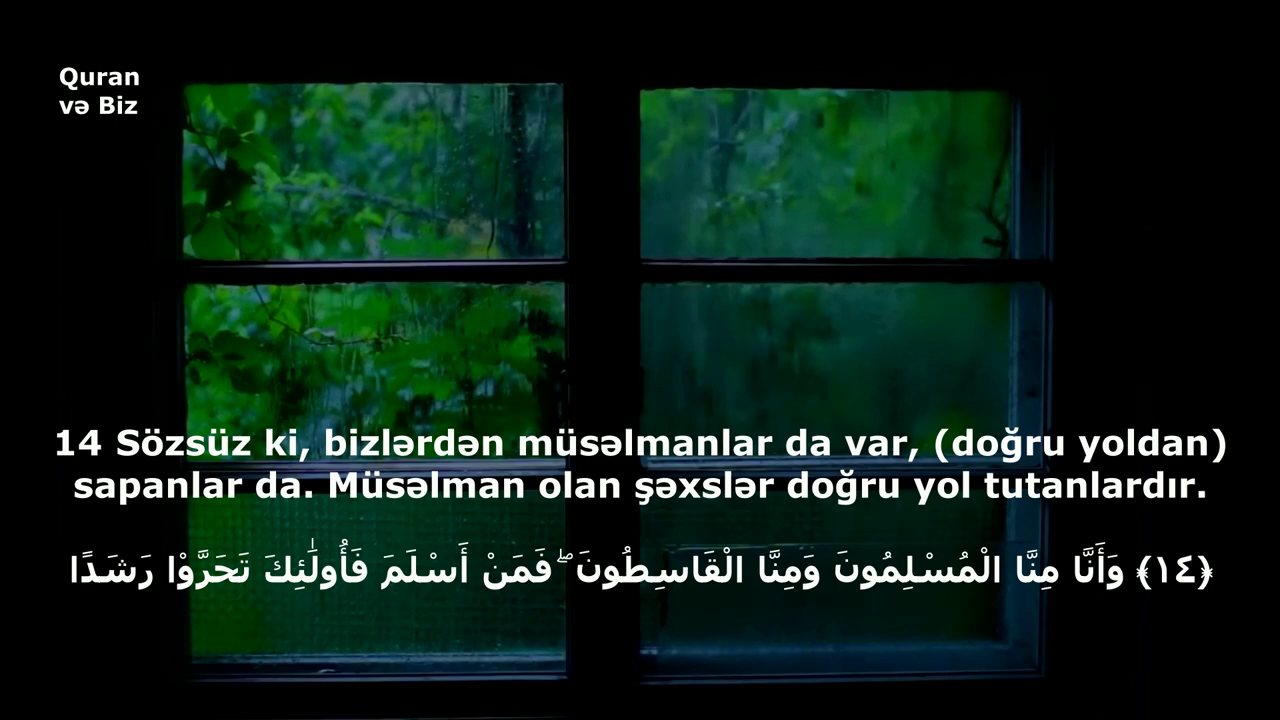 Quran
və Biz
14 Sözsüz ki, bizlərdən müsəlmanlar da var, (doğru yoldan)
sapanlar da. Müsəlman olan şəxslər doğru yol tutanlardır.
﴿١٤﴾ وَأَنَّا مِنَّا الْمُسْلِمُونَ وَمِنَّا الْقَاسِطُونَ ۖ فَمَنْ أَسْلَمَ فَأُولَٰئِكَ تَحَرَّوْا رَشَدًا